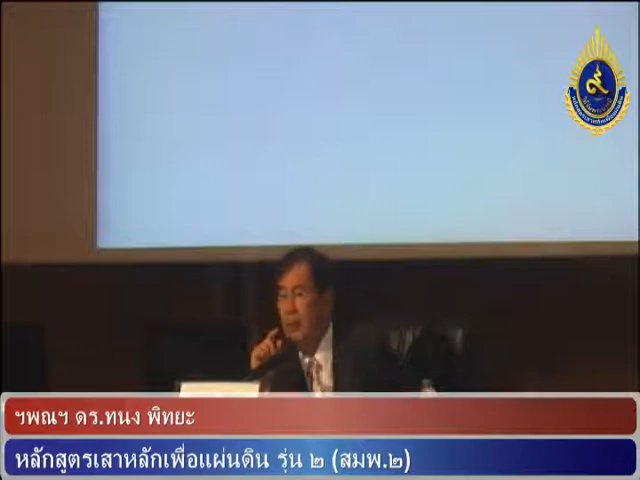 ฯพณฯ ดร.ทนง พิทยะ
หลักสูตรเสาหลักเพื่อแผ่นดิน รุ่น ๒ (สมพ.๒)